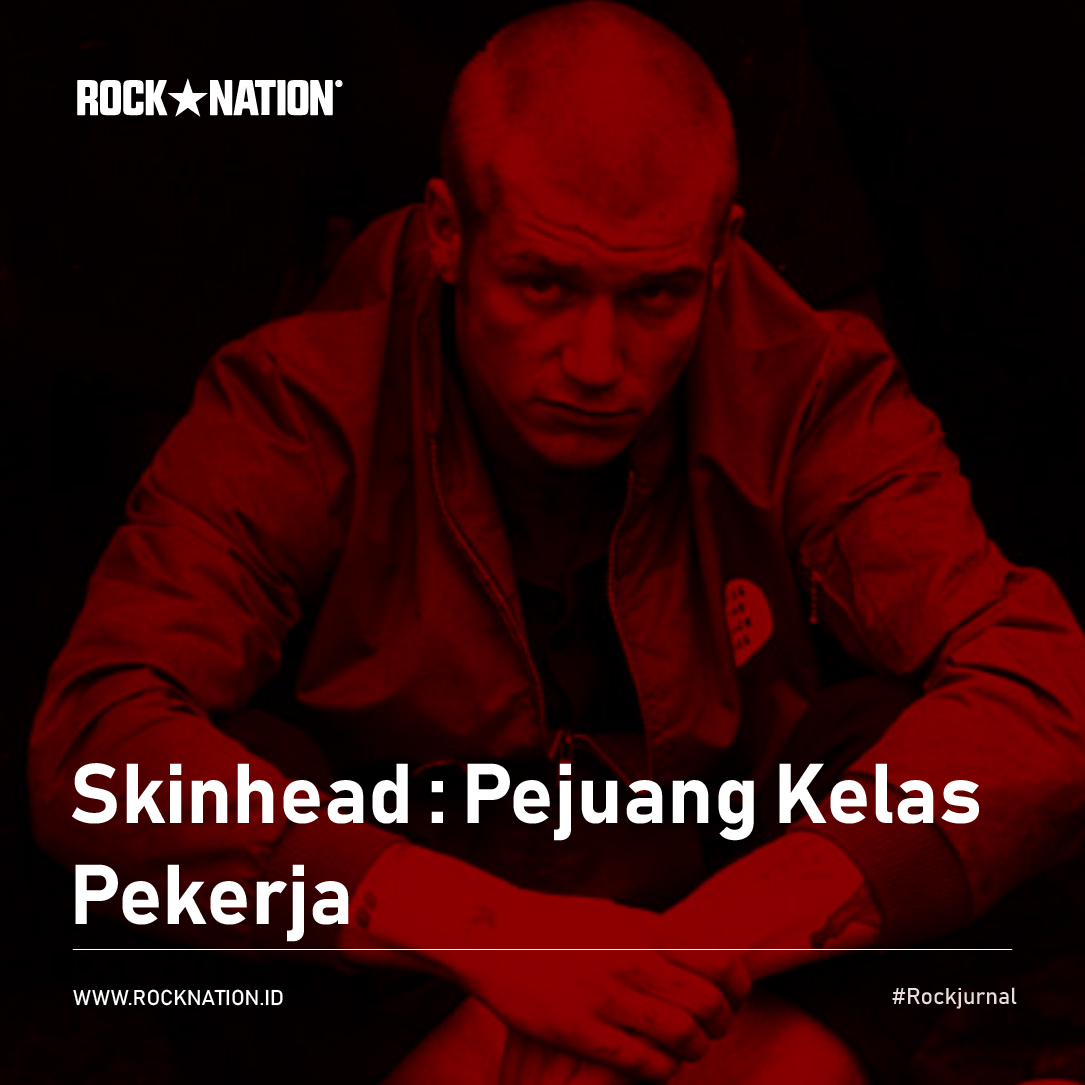 ROCK★NATION
Skinhead : Pejuang Kelas
Pekerja
WWW.ROCKNATION.ID
#Rockjurnal